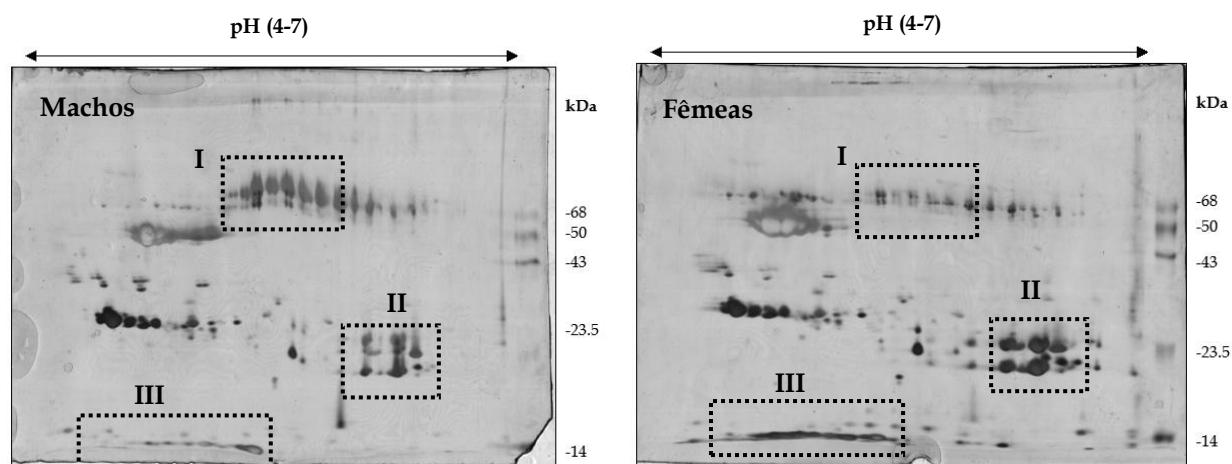 pH (4-7)
Machos
kDa
I
-68
-50
-43
II
-23.5
III
-14
pH (4-7)
Fêmeas
kDa
I
-68
-50
-43
II
-23.5
III
-14